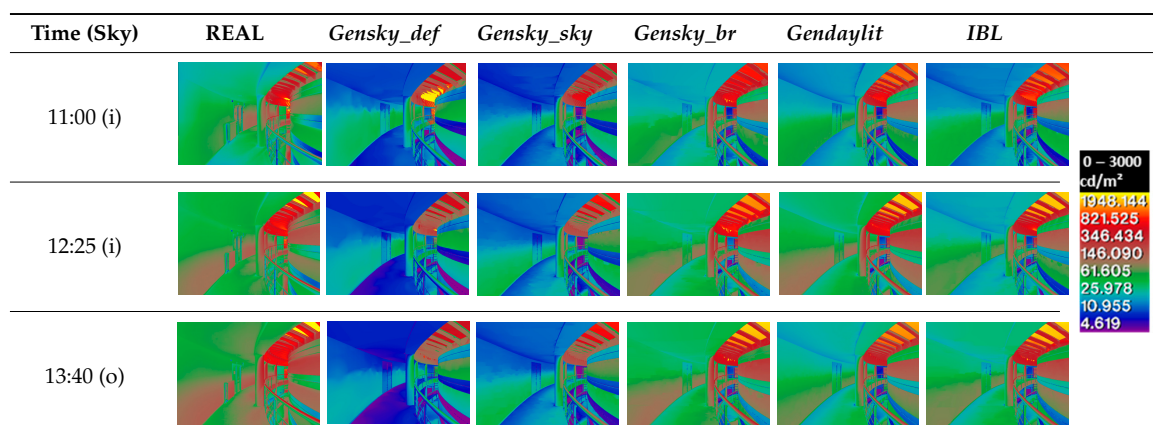 Time (Sky) REAL Gensky_def Gensky_sky Gensky_br Gendaylit IBL
11:00 (i)
12:25 (i)
13:40 (o)
0 – 3000
cd/m²
1948.144
821.525
346.434
146.090
61.605
25.978
10.955
4.619